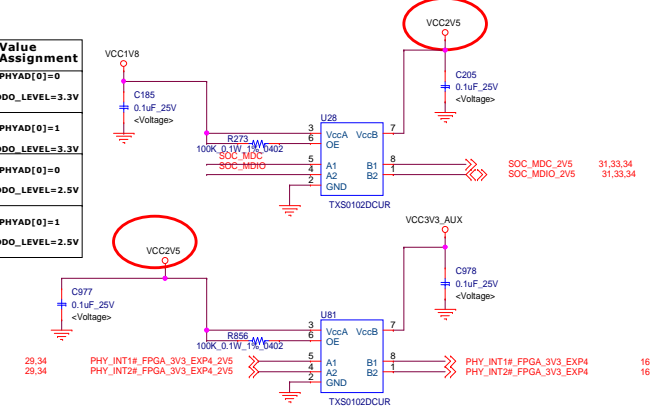 Value
Assignment
PHYAD[0]=0
DDO_LEVEL=3.3V
PHYAD[0]=1
DDO_LEVEL=3.3V
PHYAD[0]=0
DDO_LEVEL=2.5V
PHYAD[0]=1
DDO_LEVEL=2.5V
VCC2V5
VCC1V8
C185
0.1uF_25V
<Voltage>
C205
0.1uF_25V
<Voltage>
U28
R273
100K_0.1W_1%_0402
3 VccA VccB 7
6 OE
SOC_MDC 5 A1 B1 8 SOC_MDC_2V5 31,33,34
SOC_MDIO 4 A2 B2 1 SOC_MDIO_2V5 31,33,34
2 GND
TXS0102DCUR
VCC2V5
VCC3V3_AUX
C977
0.1uF_25V
<Voltage>
C978
0.1uF_25V
<Voltage>
U81
R856
100K_0.1W_1%_0402
3 VccA VccB 7
6 OE
29,34 PHY_INT1#_FPGA_3V3_EXP4_2V5 5 A1 B1 8 PHY_INT1#_FPGA_3V3_EXP4 16
29,34 PHY_INT2#_FPGA_3V3_EXP4_2V5 4 A2 B2 1 PHY_INT2#_FPGA_3V3_EXP4 16
2 GND
TXS0102DCUR